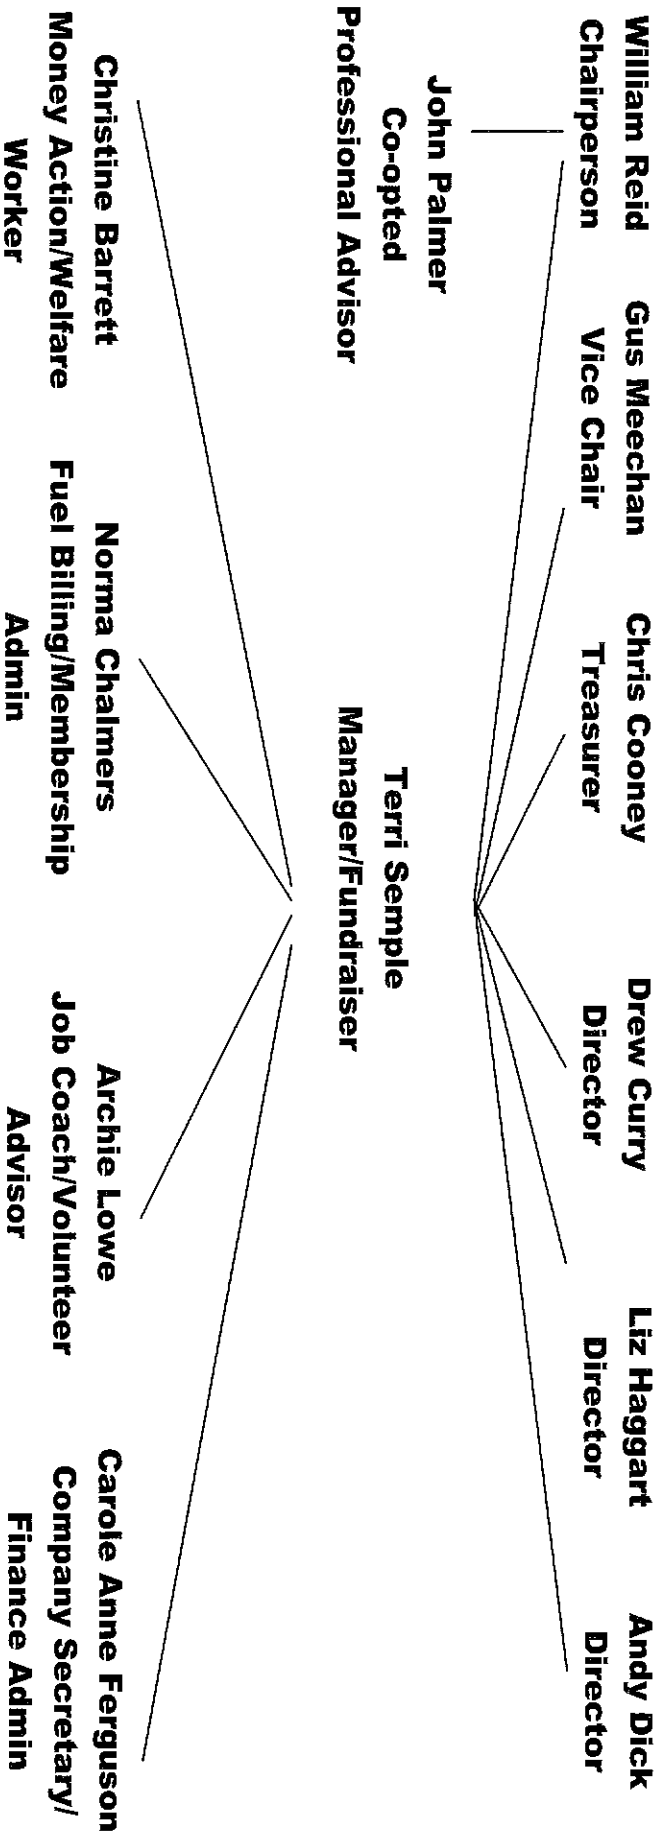 William Reid
Chairperson
Gus Meechan
Vice Chair
Chris Cooney
Treasurer
Drew Curry
Director
Liz Haggart
Director
Andy Dick
Director
John Palmer
Co-opted
Professional Advisor
Terri Semple
Manager/Fundraiser
Christine Barrett
Money Action/Welfare
Worker
Norma Chalmers
Fuel Billing/Membership
Admin
Archie Lowe
Job Coach/Volunteer
Advisor
Carole Anne Ferguson
Company Secretary/
Finance Admin